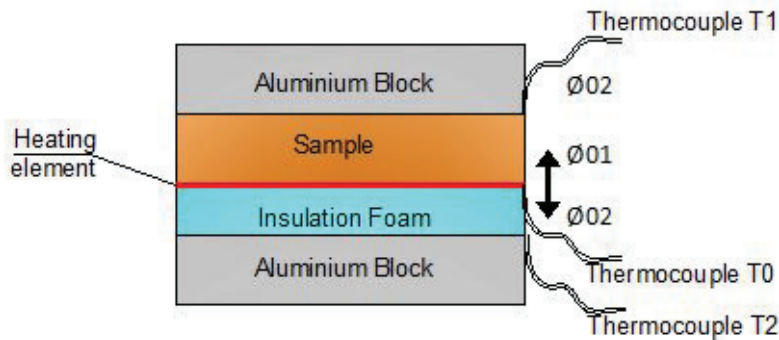 Thermocouple T1
Aluminium Block
Ø02
Heating
element
Sample
Ø01
Insulation Foam
Ø02
Aluminium Block
Thermocouple T0
Thermocouple T2